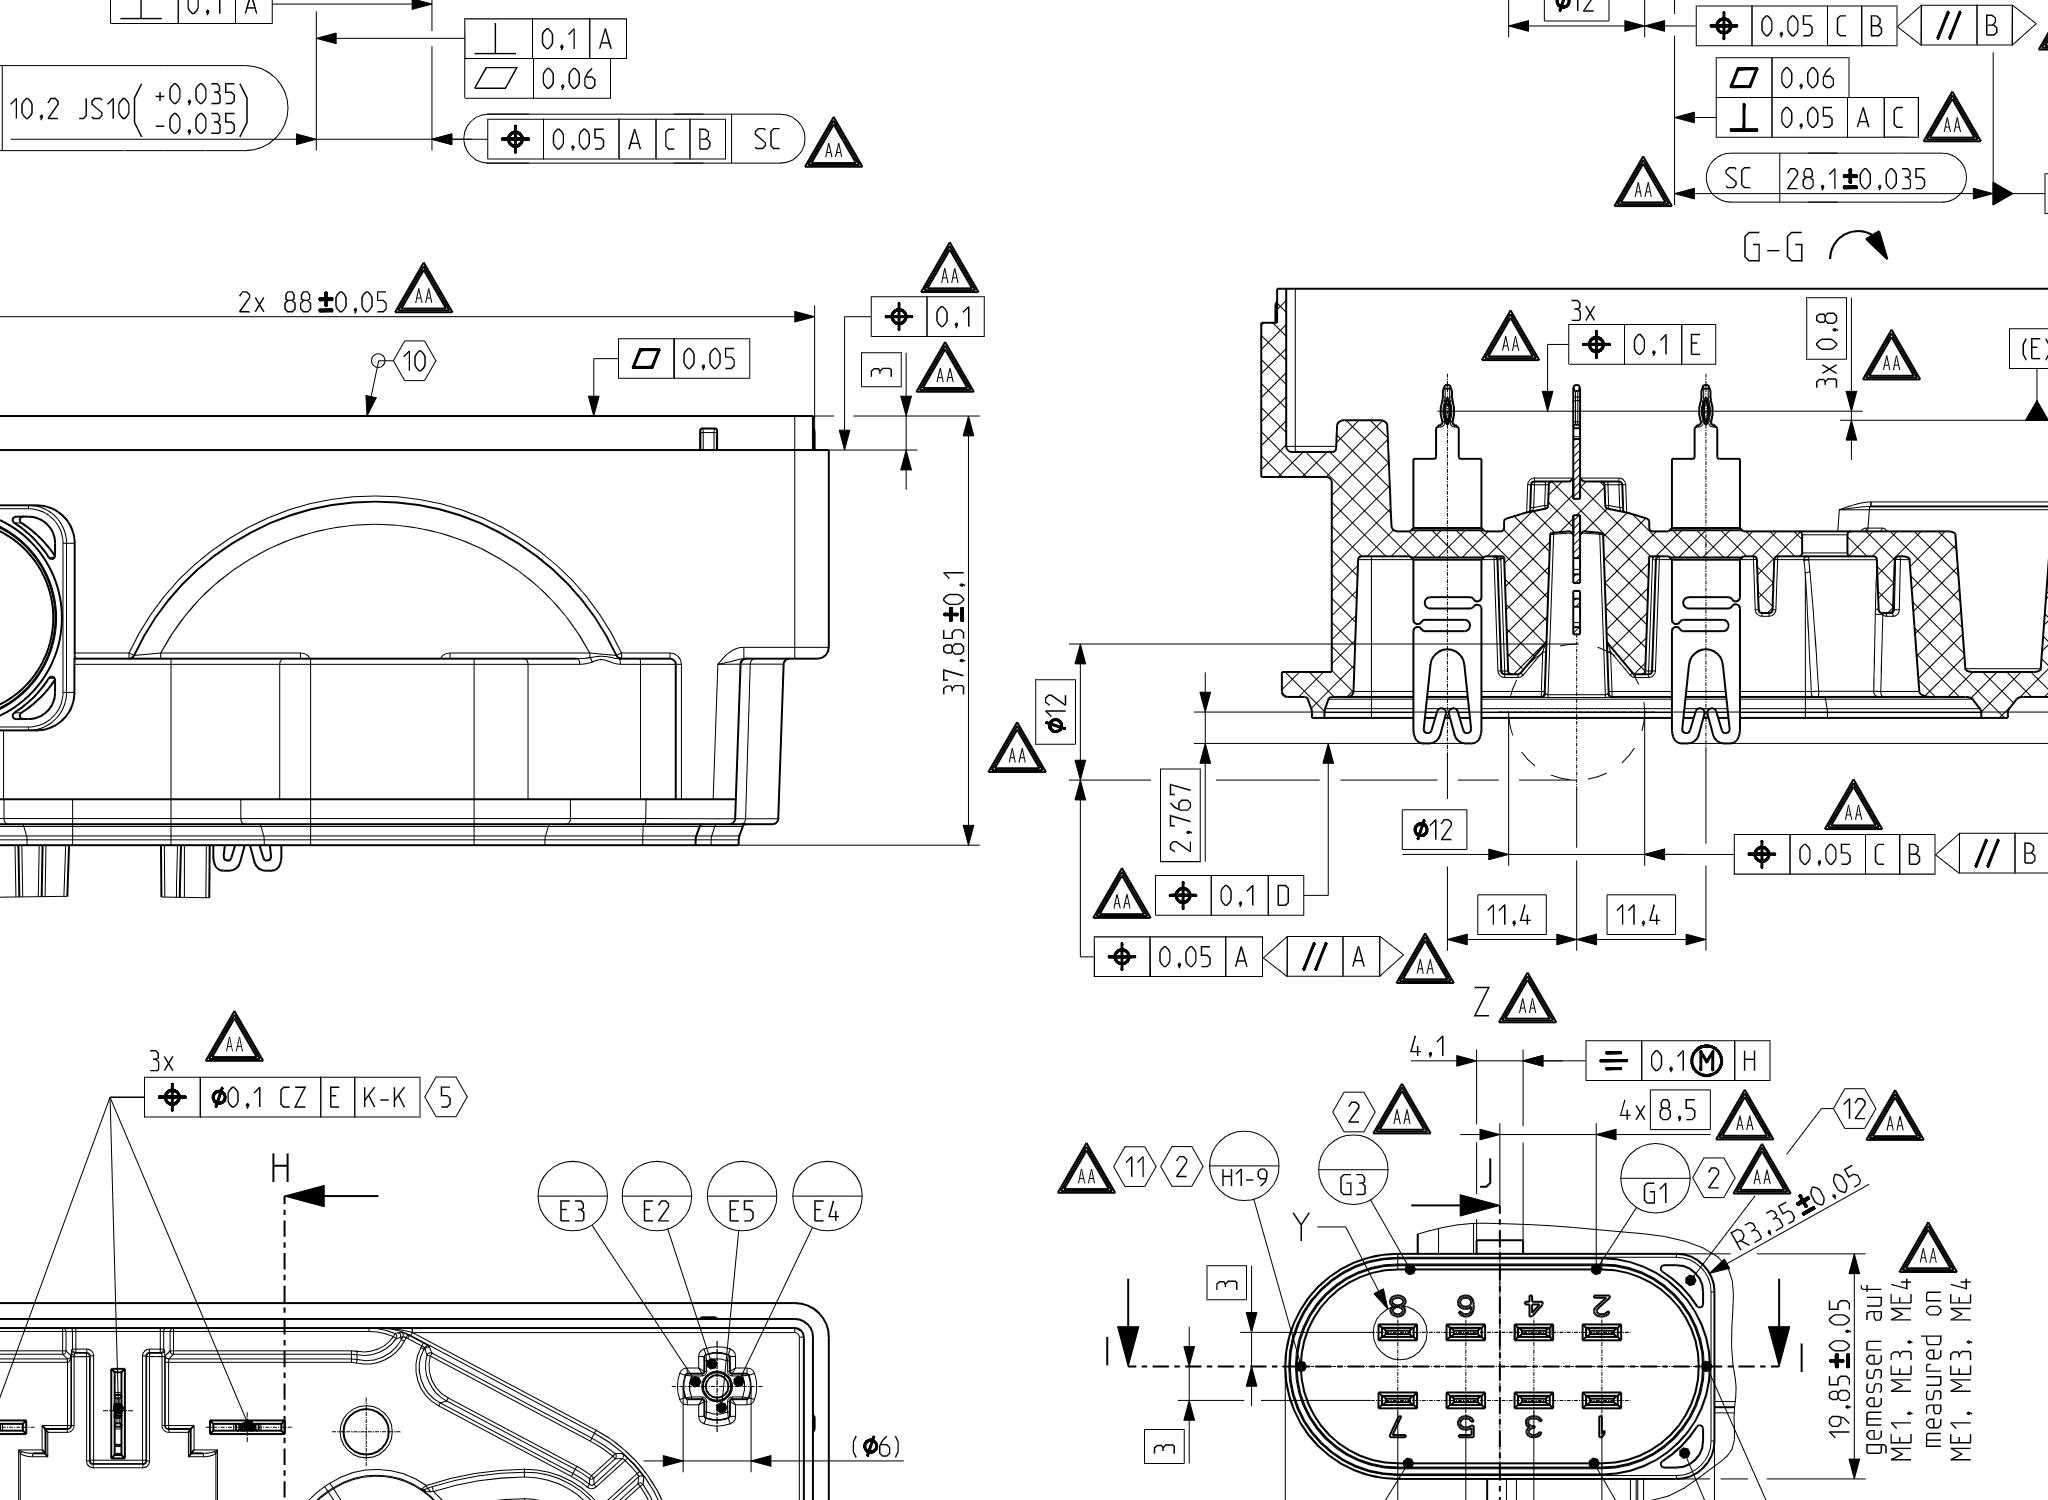 0,1 A
0,1 A
0,06
10,2 JS10( +0,035
-0,035 )
0,05 A C B SC AA
ø12
0,05 C B // B
0,06
0,05 A C AA
AA SC 28,1±0,035
G-G
2x 88±0,05 AA
AA
0,1
10
0,05
3 AA
37,85±0,1
3x
AA 0,1 E
3x 0,8 AA
(E)
ø12
AA
2,767
ø12
AA
0,05 C B // B
AA 0,1 D
11,4 11,4
0,05 A // A AA
Z AA
3x AA
ø0,1 CZ E K-K 5
H
E3 E2 E5 E4
(ø6)
4,1 0,1 M H
2 AA
4x 8,5 AA
12 AA
AA 11 2 H1-9
G3
J
G1 2 AA
R3,35±0,05
Y
3
3
I I
8 6 4 2
7 5 3 1
19,85±0,05
gemessen auf
ME1, ME3, ME4
measured on
ME1, ME3, ME4
AA